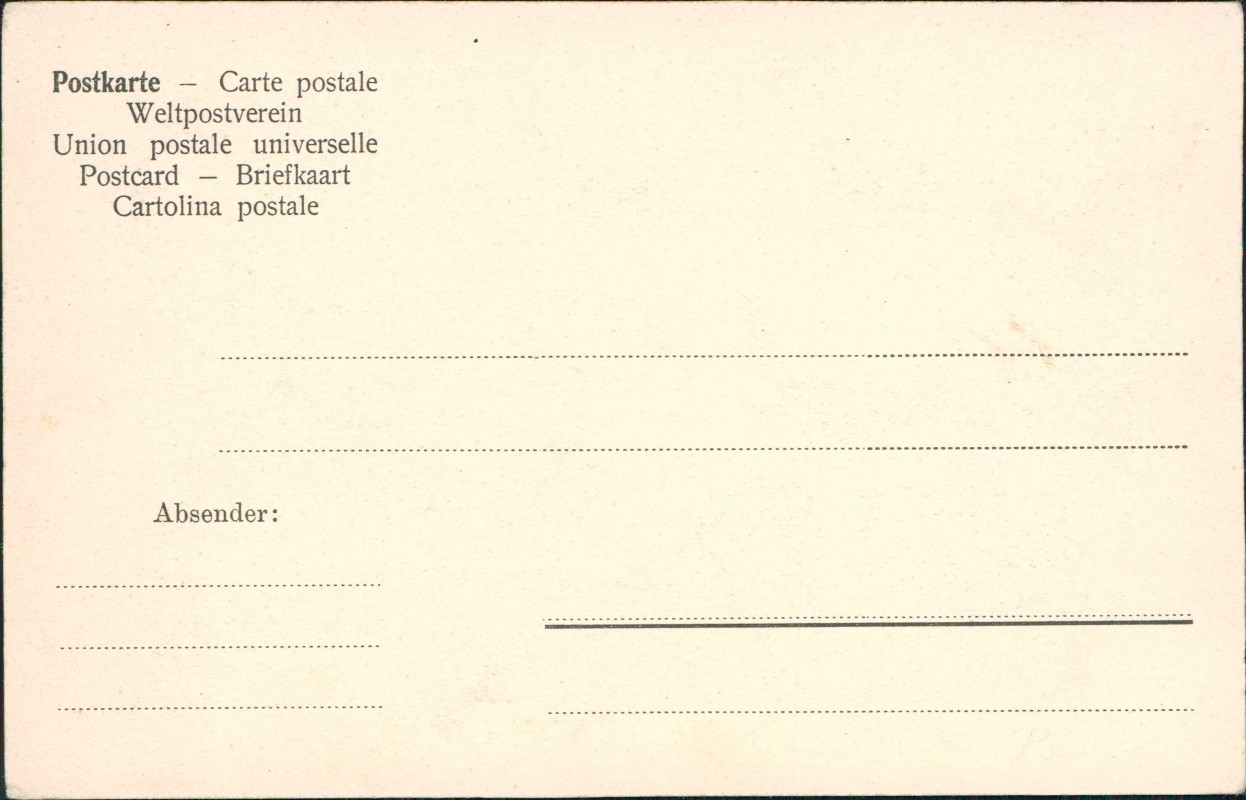 Postkarte – Carte postale
Weltpostverein
Union postale universelle
Postcard – Briefkaart
Cartolina postale
Absender: